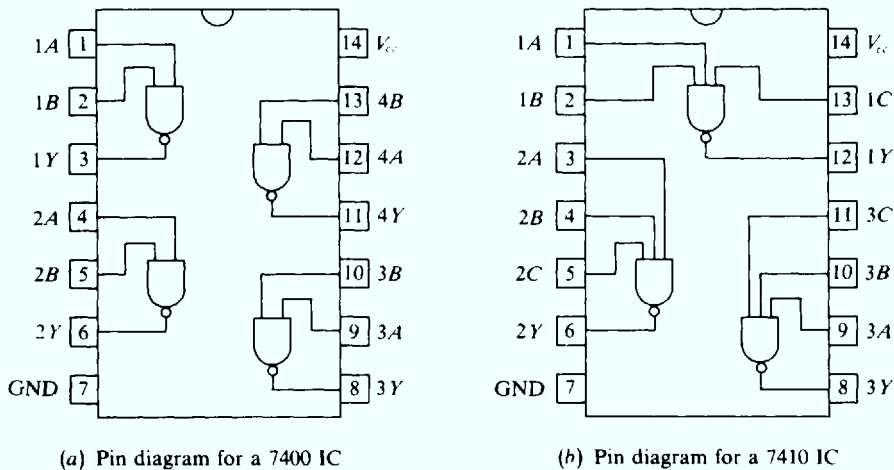 1A 1 14 Vcc
1B 2 13 4B
1Y 3 12 4A
2A 4 11 4Y
2B 5 10 3B
2Y 6 9 3A
GND 7 8 3Y
(a) Pin diagram for a 7400 IC
1A 1 14 Vcc
1B 2 13 1C
2A 3 12 1Y
2B 4 11 3C
2C 5 10 3B
2Y 6 9 3A
GND 7 8 3Y
(b) Pin diagram for a 7410 IC